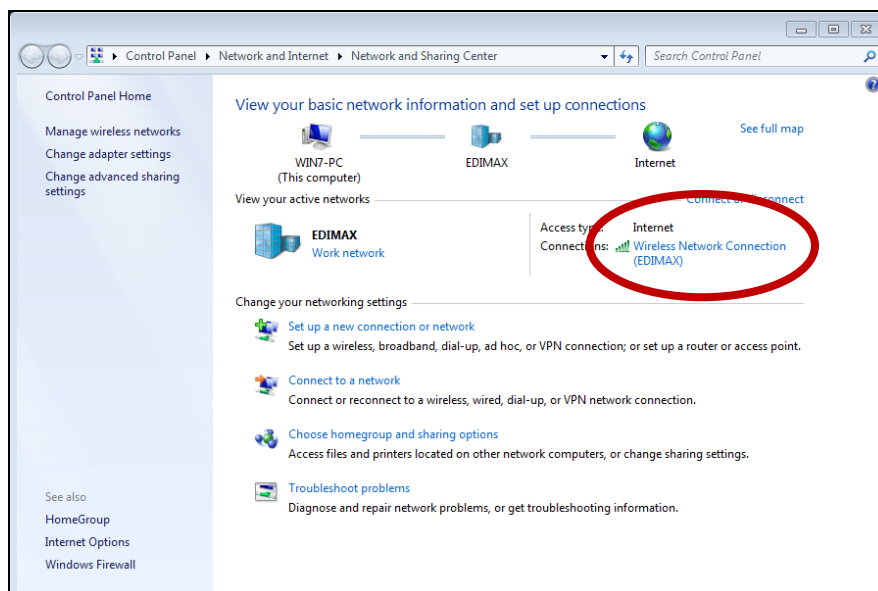 Control Panel Network and Internet Network and Sharing Center Search Control Panel
Control Panel Home
Manage wireless networks
Change adapter settings
Change advanced sharing
settings
See also
HomeGroup
Internet Options
Windows Firewall
View your basic network information and set up connections
See full map
WIN7-PC
(This computer)
EDIMAX
Internet
View your active networks
Connect or disconnect
EDIMAX
Work network
Access type: Internet
Connections: Wireless Network Connection
(EDIMAX)
Change your networking settings
Set up a new connection or network
Set up a wireless, broadband, dial-up, ad hoc, or VPN connection; or set up a router or access point.
Connect to a network
Connect or reconnect to a wireless, wired, dial-up, or VPN network connection.
Choose homegroup and sharing options
Access files and printers located on other network computers, or change sharing settings.
Troubleshoot problems
Diagnose and repair network problems, or get troubleshooting information.